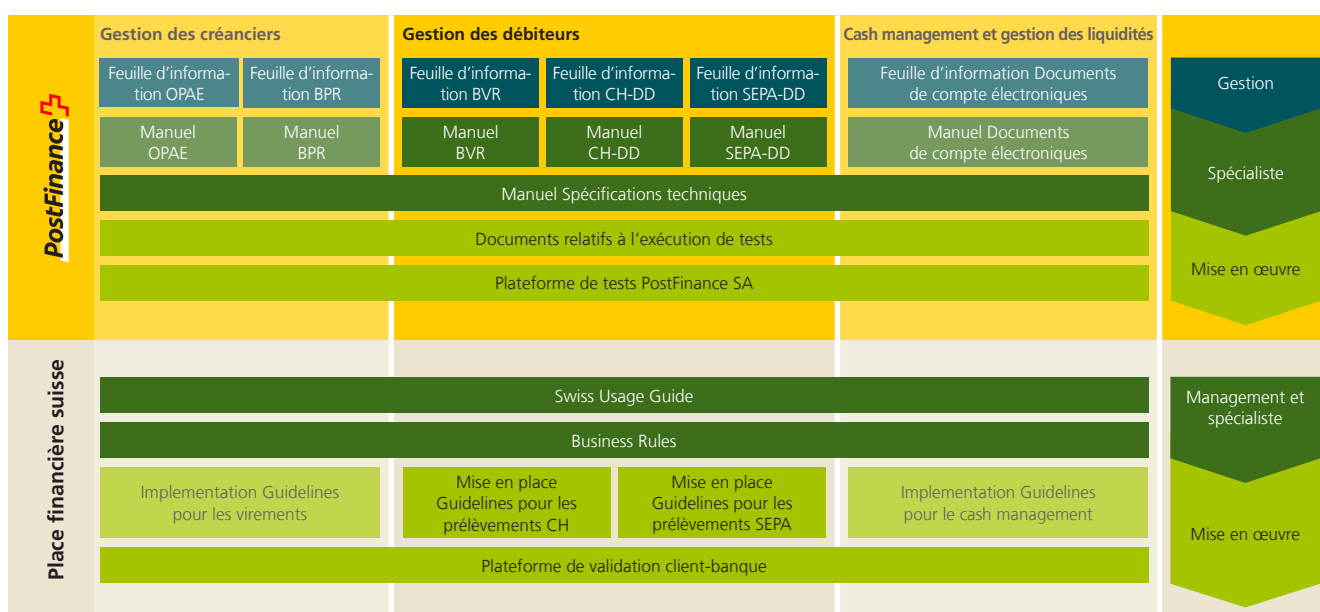 PostFinance
Gestion des créanciers
Gestion des débiteurs
Cash management et gestion des liquidités
Feuille d'informa-
tion OPAE
Feuille d'informa-
tion BPR
Feuille d'informa-
tion BVR
Feuille d'informa-
tion CH-DD
Feuille d'informa-
tion SEPA-DD
Feuille d'information Documents
de compte électroniques
Gestion
Manuel
OPAE
Manuel
BPR
Manuel
BVR
Manuel
CH-DD
Manuel
SEPA-DD
Manuel Documents
de compte électroniques
Spécialiste
Manuel Spécifications techniques
Documents relatifs à l'exécution de tests
Plateforme de tests PostFinance SA
Mise en œuvre
Place financière suisse
Swiss Usage Guide
Business Rules
Management et
spécialiste
Implementation Guidelines
pour les virements
Mise en place
Guidelines pour les
prélèvements CH
Mise en place
Guidelines pour les
prélèvements SEPA
Implementation Guidelines
pour le cash management
Mise en œuvre
Plateforme de validation client-banque